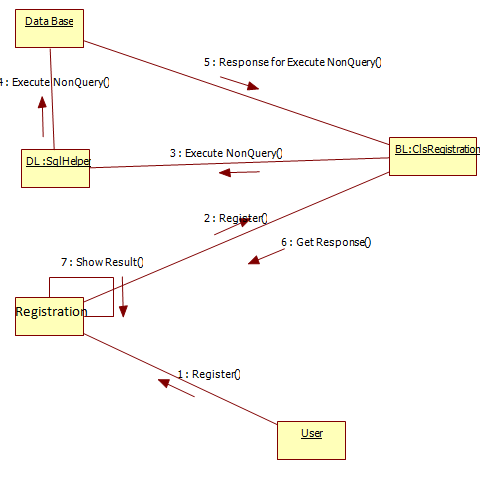 Data Base
5 : Response for Execute NonQuery()
4 : Execute NonQuery()
BL:ClsRegistration
3 : Execute NonQuery()
DL :SqlHelper
2 : Register()
6 : Get Response()
7 : Show Result()
Registration
1 : Register()
User